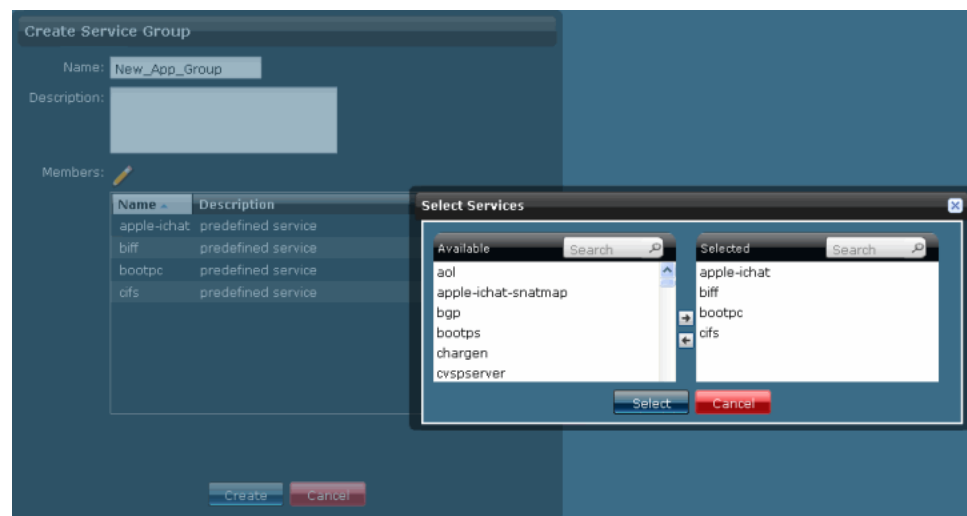 Create Service Group
Name: New_App_Group
Description:
Members:
Name Description
apple-ichat predefined service
biff predefined service
bootpc predefined service
cifs predefined service
Create Cancel
Select Services
Available Search
aol
apple-ichat-snatmap
bgp
bootps
chargen
cvspserver
Selected Search
apple-ichat
biff
bootpc
cifs
Select Cancel